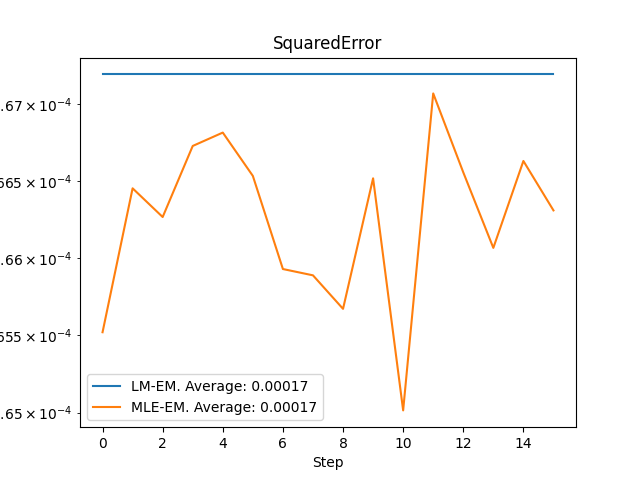 SquaredError
.67 × 10⁻⁴
665 × 10⁻⁴
.66 × 10⁻⁴
655 × 10⁻⁴
.65 × 10⁻⁴
LM-EM. Average: 0.00017
MLE-EM. Average: 0.00017
0 2 4 6 8 10 12 14
Step